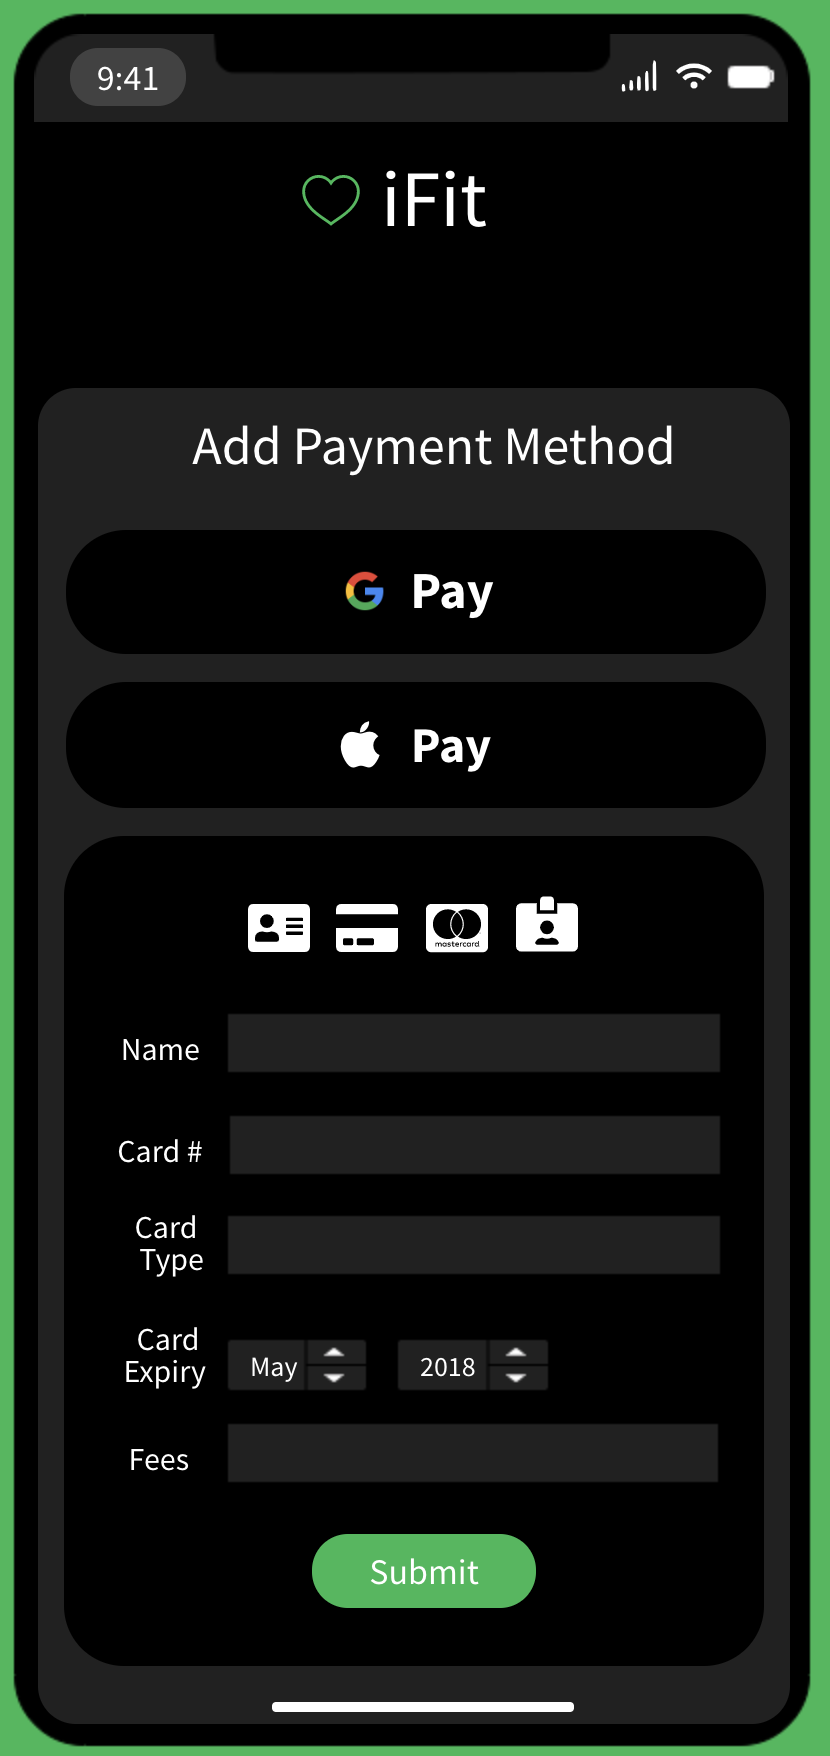 9:41
iFit
Add Payment Method
G Pay
Pay
mastercard
Name
Card #
Card
Type
Card
Expiry
May
2018
Fees
Submit